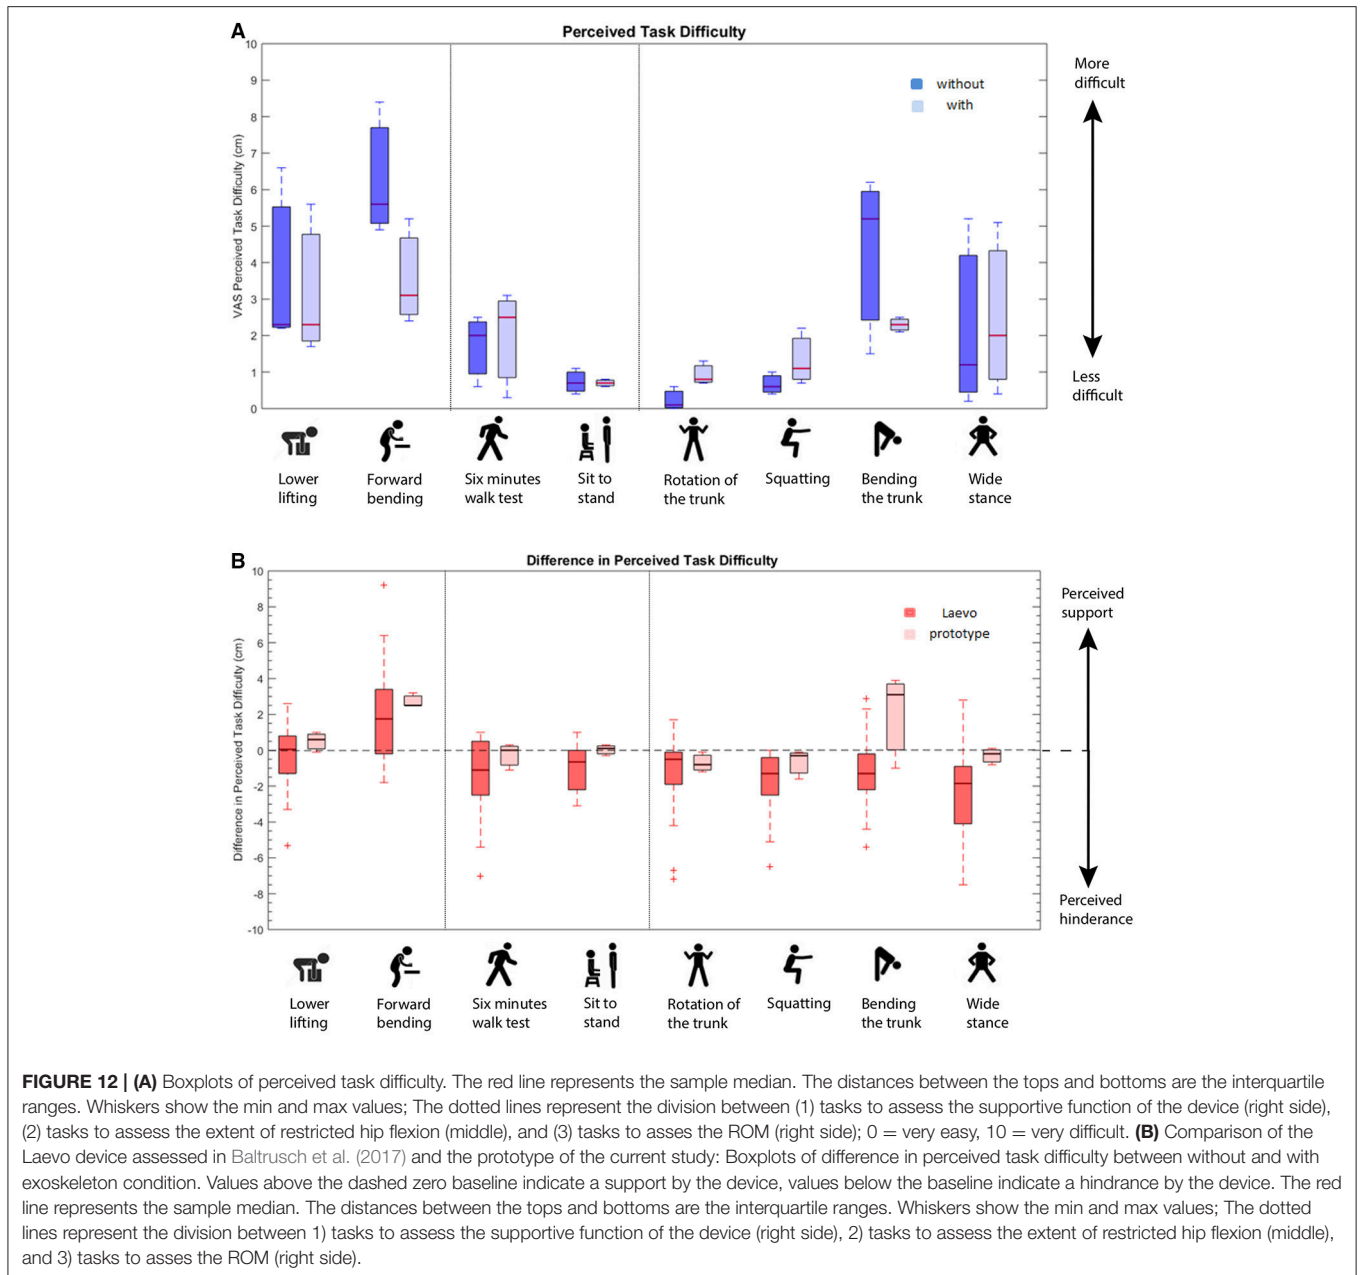 A
Perceived Task Difficulty
10
9
8
7
6
5
4
3
2
1
0
VAS Perceived Task Difficulty (cm)
without
with
More
difficult
Less
difficult
Lower
lifting
Forward
bending
Six minutes
walk test
Sit to
stand
Rotation of
the trunk
Squatting
Bending
the trunk
Wide
stance
B
Difference in Perceived Task Difficulty
10
8
6
4
2
0
-2
-4
-6
-8
-10
Difference in Perceived Task Difficulty (cm)
Laevo
prototype
Perceived
support
Perceived
hinderance
Lower
lifting
Forward
bending
Six minutes
walk test
Sit to
stand
Rotation of
the trunk
Squatting
Bending
the trunk
Wide
stance
FIGURE 12 | (A) Boxplots of perceived task difficulty. The red line represents the sample median. The distances between the tops and bottoms are the interquartile
ranges. Whiskers show the min and max values; The dotted lines represent the division between (1) tasks to assess the supportive function of the device (right side),
(2) tasks to assess the extent of restricted hip flexion (middle), and (3) tasks to asses the ROM (right side); 0 = very easy, 10 = very difficult. (B) Comparison of the
Laevo device assessed in Baltrusch et al. (2017) and the prototype of the current study: Boxplots of difference in perceived task difficulty between without and with
exoskeleton condition. Values above the dashed zero baseline indicate a support by the device, values below the baseline indicate a hindrance by the device. The red
line represents the sample median. The distances between the tops and bottoms are the interquartile ranges. Whiskers show the min and max values; The dotted
lines represent the division between 1) tasks to assess the supportive function of the device (right side), 2) tasks to assess the extent of restricted hip flexion (middle),
and 3) tasks to asses the ROM (right side).